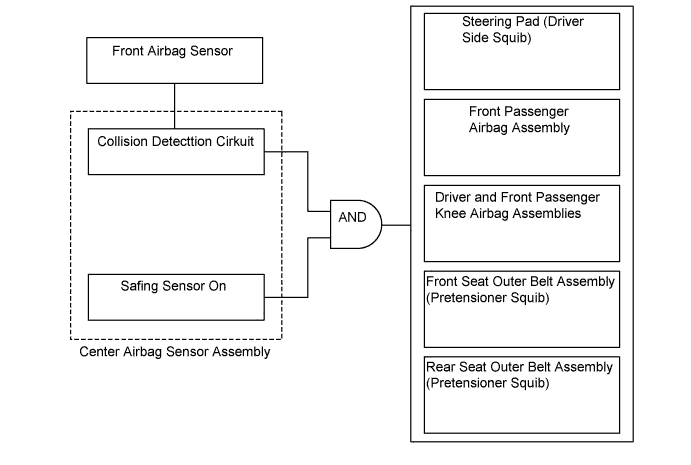 Front Airbag Sensor
Collision Detecttion Cirkuit
Safing Sensor On
Center Airbag Sensor Assembly
AND
Steering Pad (Driver
Side Squib)
Front Passenger
Airbag Assembly
Driver and Front Passenger
Knee Airbag Assemblies
Front Seat Outer Belt Assembly
(Pretensioner Squib)
Rear Seat Outer Belt Assembly
(Pretensioner Squib)